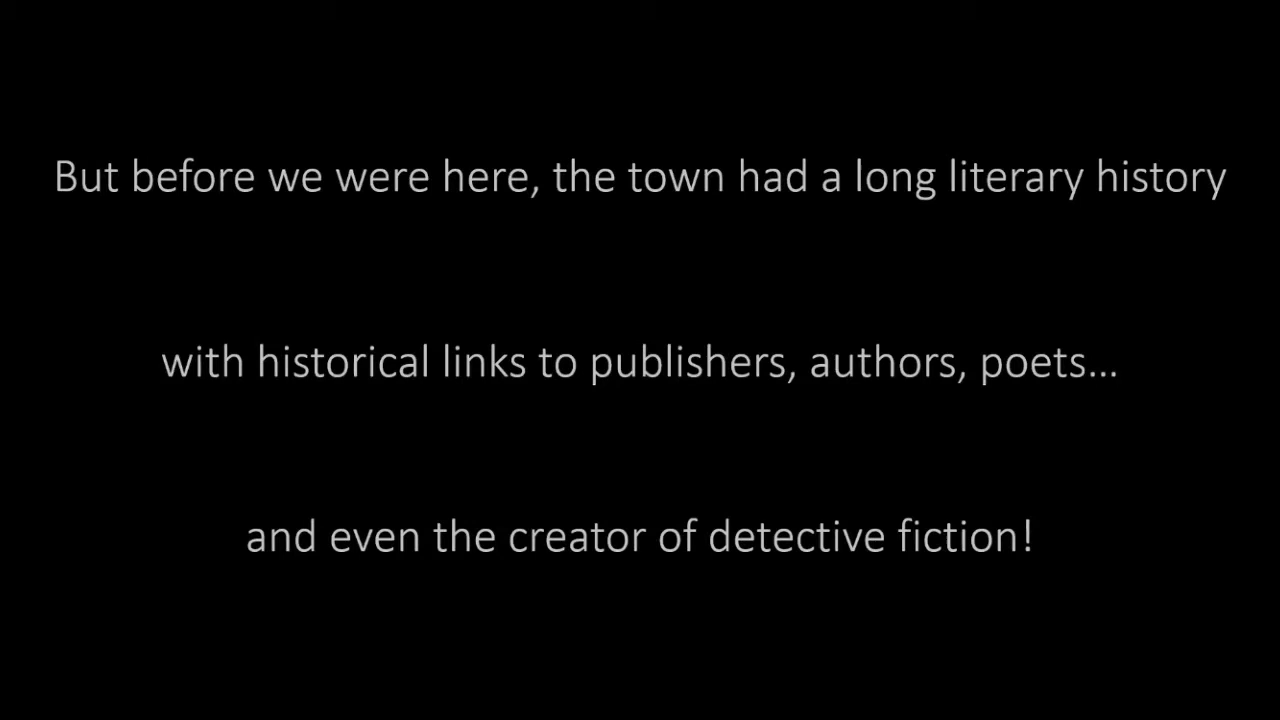 But before we were here, the town had a long literary history
with historical links to publishers, authors, poets...
and even the creator of detective fiction!